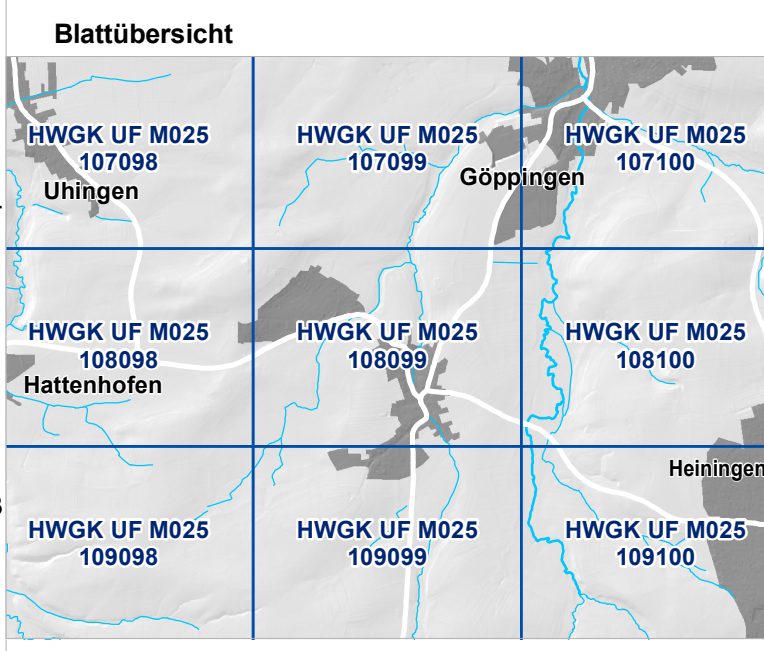 Blattübersicht
HWGK UF M025
107098
HWGK UF M025
107099
HWGK UF M025
107100
Uhingen
Göppingen
HWGK UF M025
108098
HWGK UF M025
108099
HWGK UF M025
108100
Hattenhofen
Heiningen
HWGK UF M025
109098
HWGK UF M025
109099
HWGK UF M025
109100